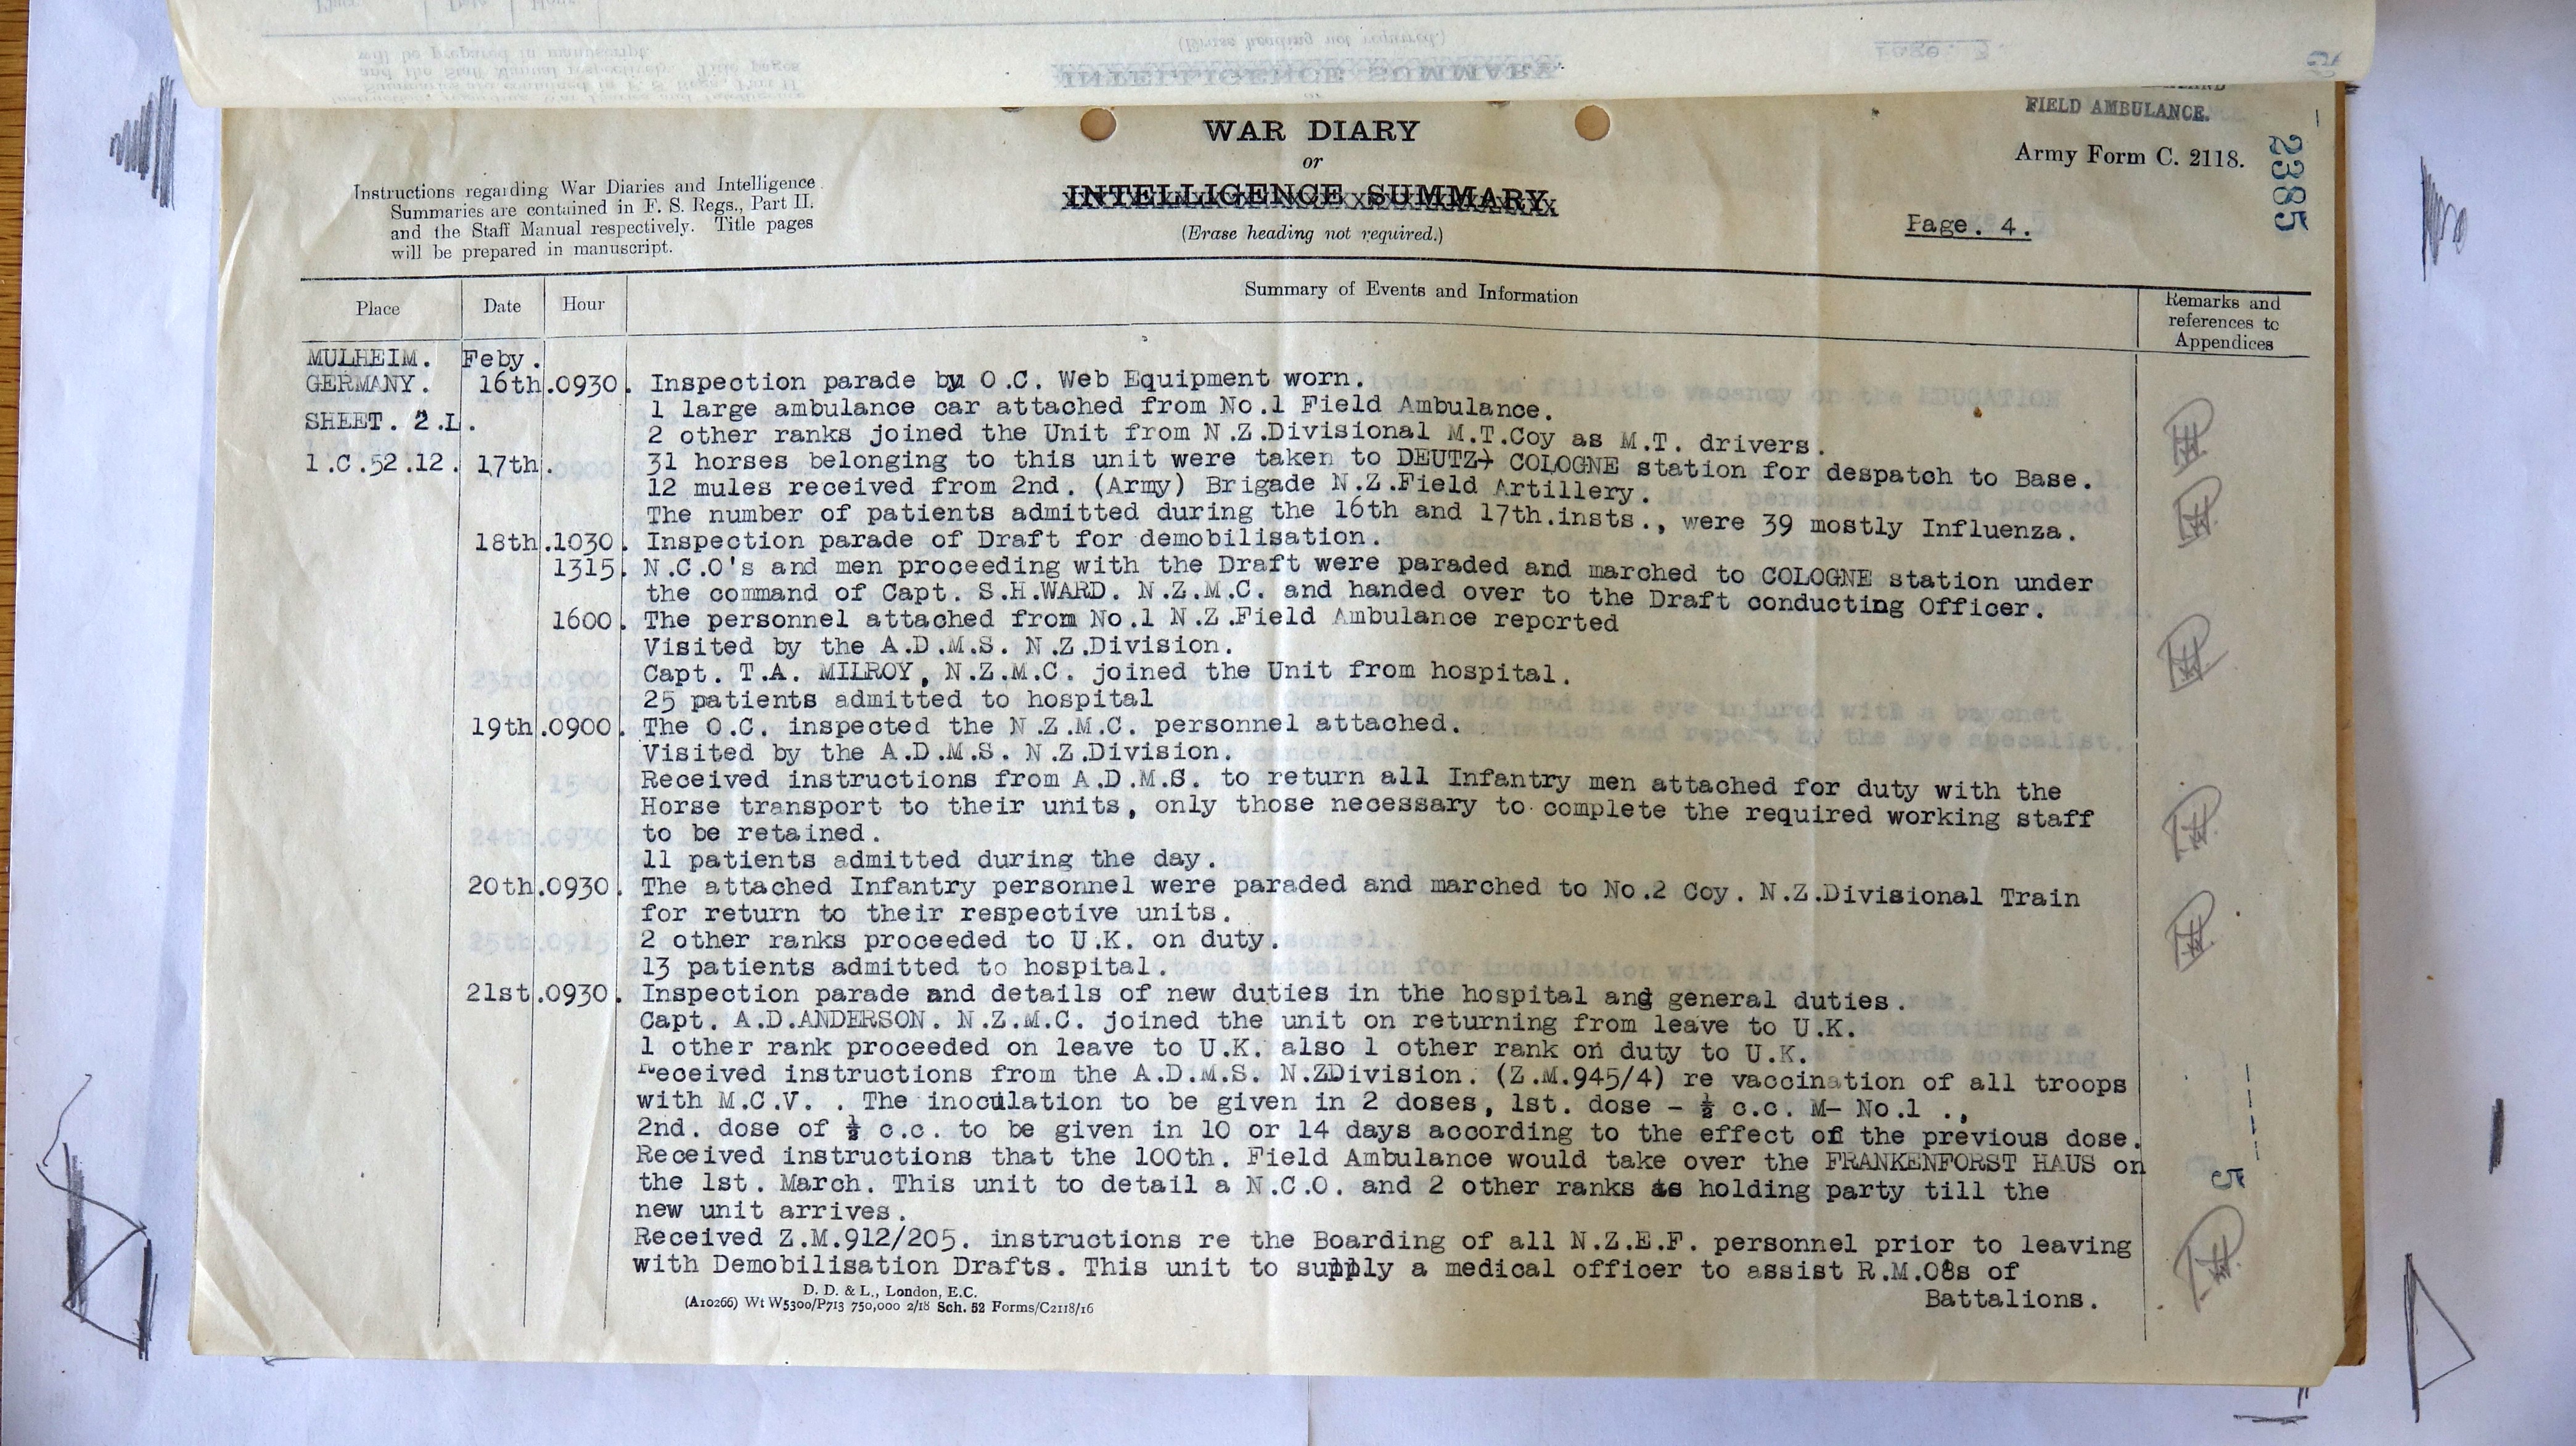 FIELD AMBULANCE.
WAR DIARY
or
INTELLIGENCE SUMMARY
(Erase heading not required.)
Army Form C. 2118.
2385
Page. 4.
Instructions regarding War Diaries and Intelligence
Summaries are contained in F. S. Regs., Part II.
and the Staff Manual respectively. Title pages
will be prepared in manuscript.
Place Date Hour Summary of Events and Information Remarks and references to Appendices
MULHEIM. Feby.
GERMANY. 16th.0930. Inspection parade by O.C. Web Equipment worn.
1 large ambulance car attached from No.1 Field Ambulance.
SHEET. 2.L.
2 other ranks joined the Unit from N.Z.Divisional M.T.Coy as M.T. drivers.
1.C.52.12. 17th. 31 horses belonging to this unit were taken to DEUTZ COLOGNE station for despatch to Base.
12 mules received from 2nd. (Army) Brigade N.Z.Field Artillery.
The number of patients admitted during the 16th and 17th.insts., were 39 mostly Influenza.
18th.1030. Inspection parade of Draft for demobilisation.
1315. N.C.O's and men proceeding with the Draft were paraded and marched to COLOGNE station under
the command of Capt. S.H.WARD. N.Z.M.C. and handed over to the Draft conducting Officer.
1600. The personnel attached from No.1 N.Z.Field Ambulance reported
Visited by the A.D.M.S. N.Z.Division.
Capt. T.A. MILROY, N.Z.M.C. joined the Unit from hospital.
25 patients admitted to hospital
19th.0900. The O.C. inspected the N.Z.M.C. personnel attached.
Visited by the A.D.M.S. N.Z.Division.
Received instructions from A.D.M.S. to return all Infantry men attached for duty with the
Horse transport to their units, only those necessary to complete the required working staff
to be retained.
11 patients admitted during the day.
20th.0930. The attached Infantry personnel were paraded and marched to No.2 Coy. N.Z.Divisional Train
for return to their respective units.
2 other ranks proceeded to U.K. on duty.
13 patients admitted to hospital.
21st.0930. Inspection parade and details of new duties in the hospital and general duties.
Capt. A.D.ANDERSON. N.Z.M.C. joined the unit on returning from leave to U.K.
1 other rank proceeded on leave to U.K. also 1 other rank on duty to U.K.
Received instructions from the A.D.M.S. N.ZDivision. (Z.M.945/4) re vaccination of all troops
with M.C.V. . The inoculation to be given in 2 doses, 1st. dose - ½ c.c. M- No.1 .,
2nd. dose of ½ c.c. to be given in 10 or 14 days according to the effect of the previous dose.
Received instructions that the 100th. Field Ambulance would take over the FRANKENFORST HAUS on
the 1st. March. This unit to detail a N.C.O. and 2 other ranks as holding party till the
new unit arrives.
5
Received Z.M.912/205. instructions re the Boarding of all N.Z.E.F. personnel prior to leaving
with Demobilisation Drafts. This unit to supply a medical officer to assist R.M.O8s of
Battalions.
D. D. & L., London, E.C.
(A10266) Wt W5300/P713 750,000 2/18 Sch. 52 Forms/C2118/16